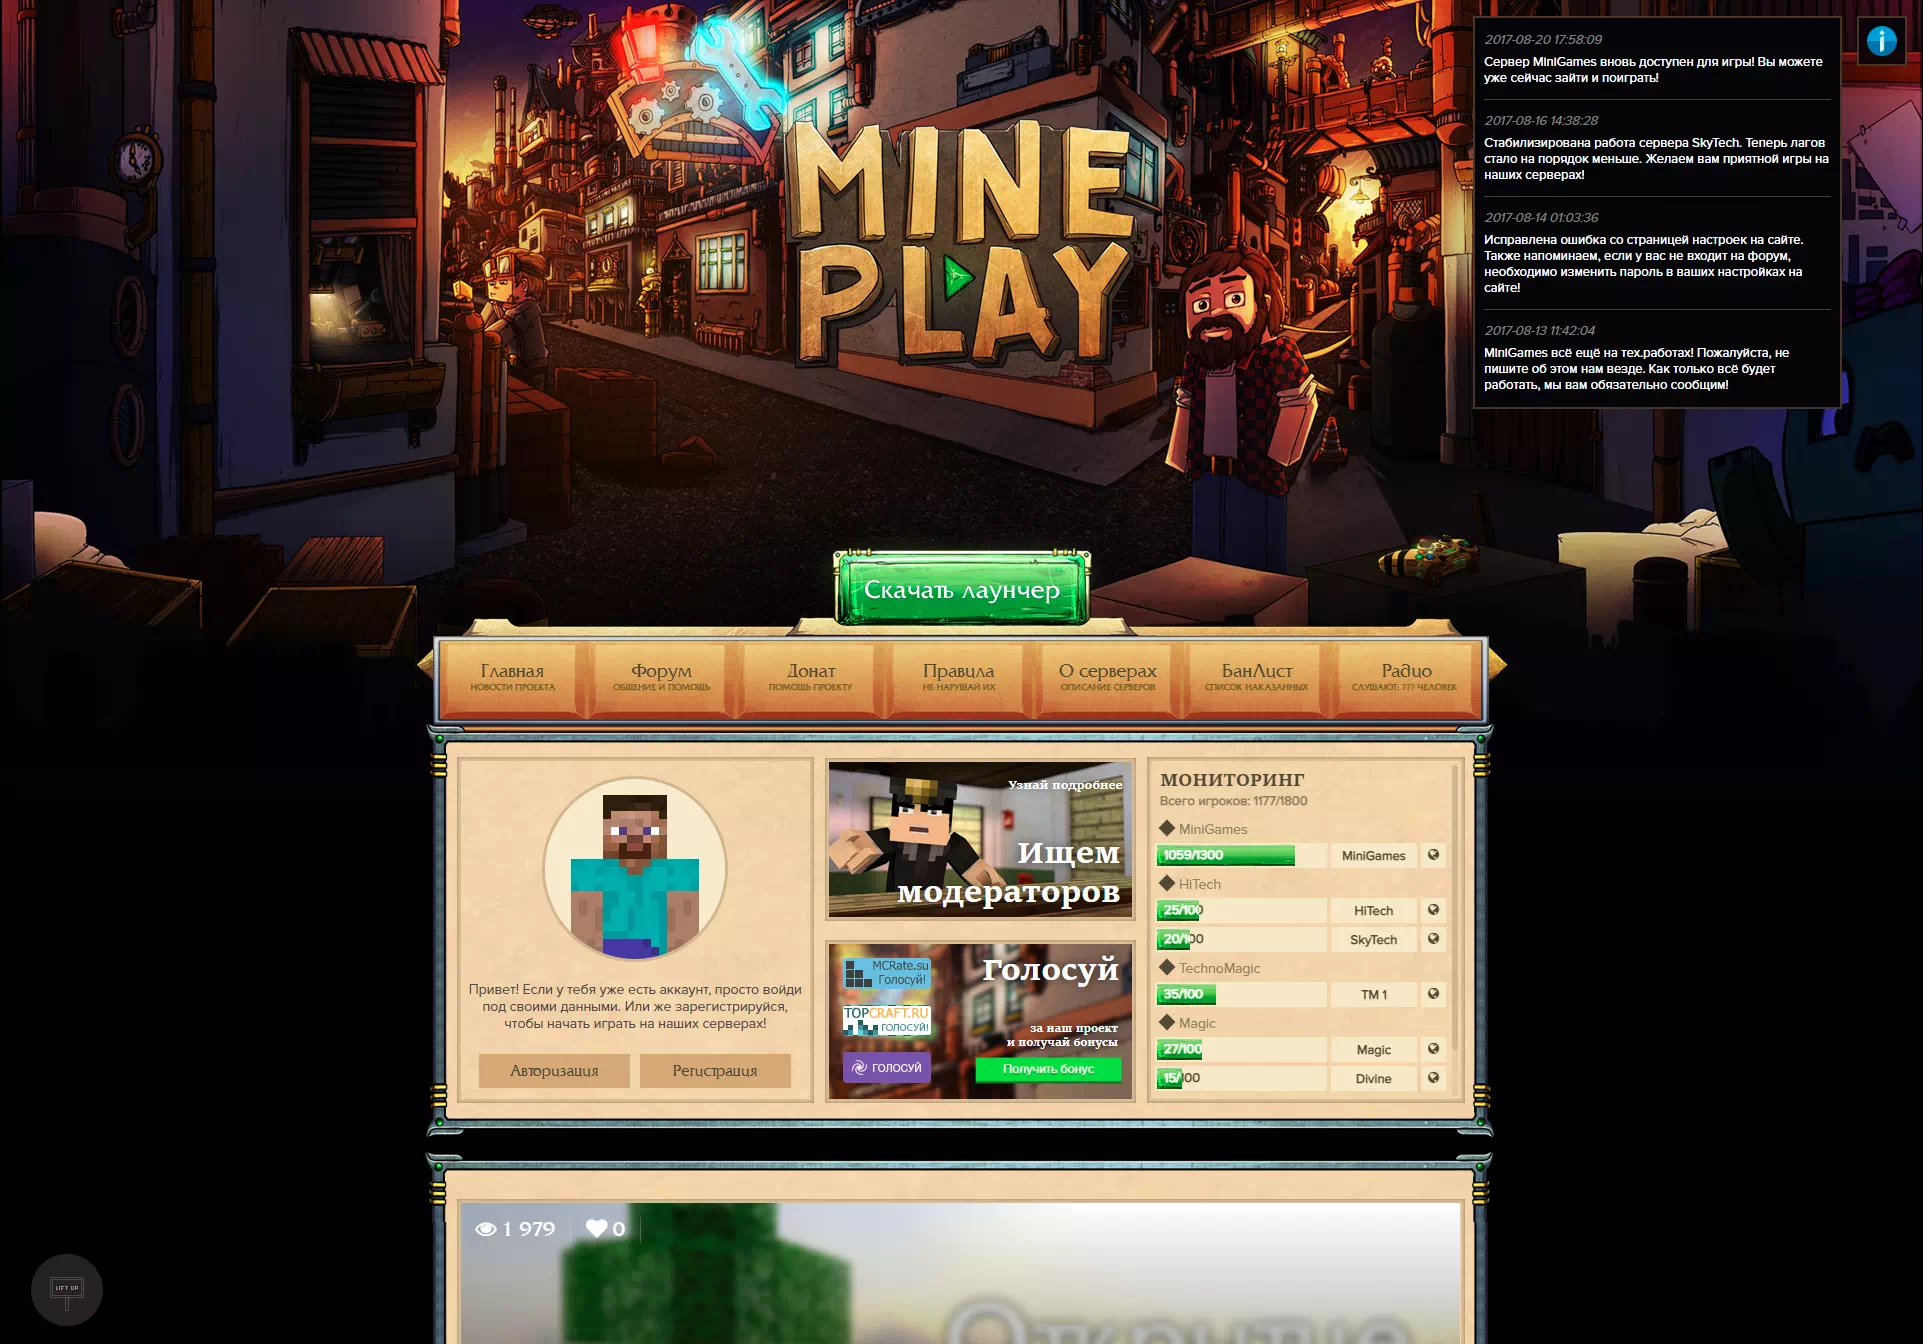 2017-08-20 17:58:09
Сервер MiniGames вновь доступен для игры! Вы можете
уже сейчас зайти и поиграть!
2017-08-16 14:38:28
Стабилизирована работа сервера SkyTech. Теперь лагов
стало на порядок меньше. Желаем вам приятной игры на
наших серверах!
2017-08-14 01:03:36
Исправлена ошибка со страницей настроек на сайте.
Также напоминаем, если у вас не входит на форум,
необходимо изменить пароль в ваших настройках на
сайте!
2017-08-13 11:42:04
MiniGames всё ещё на тех.работах! Пожалуйста, не
пишите об этом нам везде. Как только всё будет
работать, мы вам обязательно сообщим!
MINE
PLAY
Скачать лаунчер
Главная
НОВОСТИ ПРОЕКТА
Форум
ОБЩЕНИЕ И ПОМОЩЬ
Донат
ПОМОЩЬ ПРОЕКТУ
Правила
НЕ НАРУШАЙ ИХ
О серверах
ОПИСАНИЕ СЕРВЕРОВ
БанЛист
СПИСОК НАКАЗАННЫХ
Радио
СЛУШАЮТ: ??? ЧЕЛОВЕК
Привет! Если у тебя уже есть аккаунт, просто войди
под своими данными. Или же зарегистрируйся,
чтобы начать играть на наших серверах!
Авторизация
Регистрация
Узнай подробнее
Ищем
модераторов
MCRate.su
Голосуй!
TOPCRAFT.RU
ГОЛОСУЙ!
ГОЛОСУЙ
Голосуй
за наш проект
и получай бонусы
Получить бонус
МОНИТОРИНГ
Всего игроков: 1177/1800
MiniGames
1059/1300 MiniGames
HiTech
25/100 HiTech
20/100 SkyTech
TechnoMagic
35/100 TM 1
Magic
27/100 Magic
15/100 Divine
1 979 0
Открытие
LIFT UP